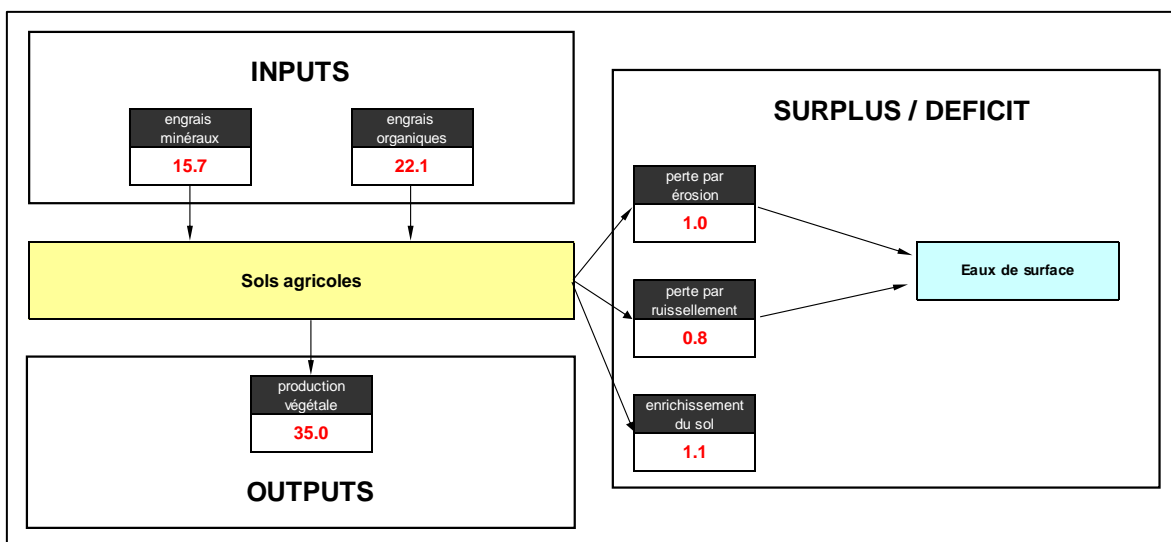 INPUTS
engrais
minéraux
15.7
engrais
organiques
22.1
Sols agricoles
production
végétale
35.0
OUTPUTS
SURPLUS / DEFICIT
perte par
érosion
1.0
perte par
ruissellement
0.8
enrichissement
du sol
1.1
Eaux de surface